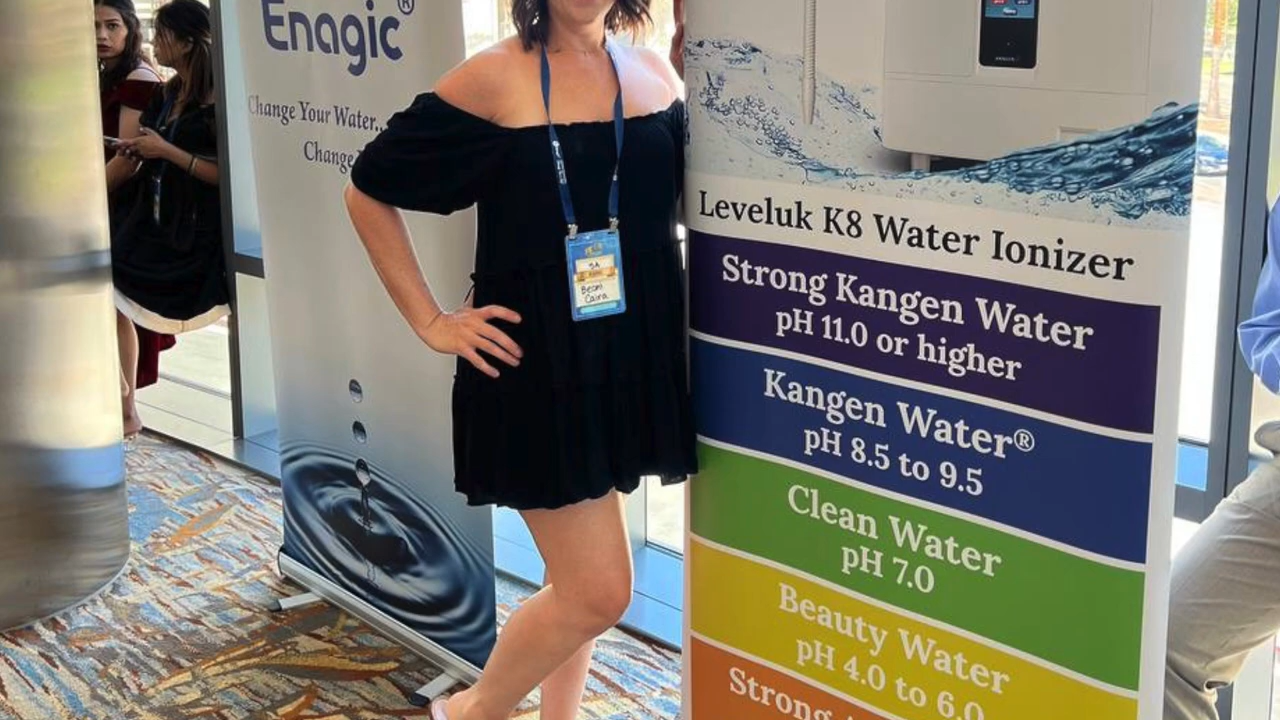 Enagic®
Change Your Water...
Change
Leveluk K8 Water Ionizer
Strong Kangen Water
pH 11.0 or higher
Kangen Water®
pH 8.5 to 9.5
Clean Water
pH 7.0
Beauty Water
pH 4.0 to 6.0
Strong
5A